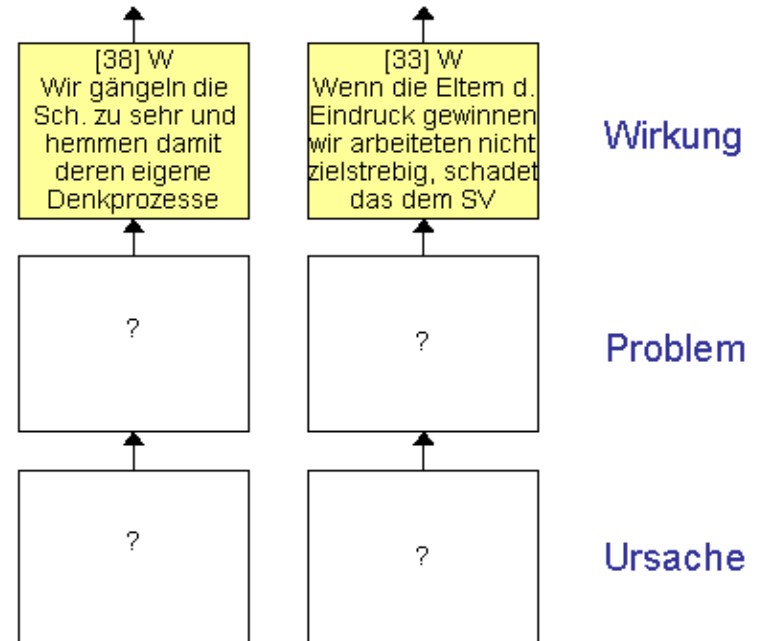 [38] W
Wir gängeln die
Sch. zu sehr und
hemmen damit
deren eigene
Denkprozesse
[33] W
Wenn die Eltern d.
Eindruck gewinnen
wir arbeiteten nicht
zielstrebig, schadet
das dem SV
Wirkung
?
?
Problem
?
?
Ursache